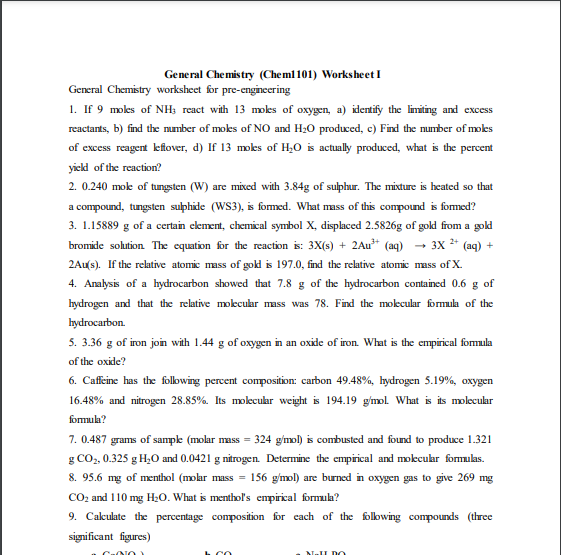 General Chemistry (Chem1101) Worksheet I
General Chemistry worksheet for pre-engineering
1. If 9 moles of NH₃ react with 13 moles of oxygen, a) identify the limiting and excess
reactants, b) find the number of moles of NO and H₂O produced, c) Find the number of moles
of excess reagent leftover, d) If 13 moles of H₂O is actually produced, what is the percent
yield of the reaction?
2. 0.240 mole of tungsten (W) are mixed with 3.84g of sulphur. The mixture is heated so that
a compound, tungsten sulphide (WS3), is formed. What mass of this compound is formed?
3. 1.15889 g of a certain element, chemical symbol X, displaced 2.5826g of gold from a gold
bromide solution. The equation for the reaction is: 3X(s) + 2Au³⁺ (aq) → 3X ²⁺ (aq) +
2Au(s). If the relative atomic mass of gold is 197.0, find the relative atomic mass of X.
4. Analysis of a hydrocarbon showed that 7.8 g of the hydrocarbon contained 0.6 g of
hydrogen and that the relative molecular mass was 78. Find the molecular formula of the
hydrocarbon.
5. 3.36 g of iron join with 1.44 g of oxygen in an oxide of iron. What is the empirical formula
of the oxide?
6. Caffeine has the following percent composition: carbon 49.48%, hydrogen 5.19%, oxygen
16.48% and nitrogen 28.85%. Its molecular weight is 194.19 g/mol. What is its molecular
formula?
7. 0.487 grams of sample (molar mass = 324 g/mol) is combusted and found to produce 1.321
g CO₂, 0.325 g H₂O and 0.0421 g nitrogen. Determine the empirical and molecular formulas.
8. 95.6 mg of menthol (molar mass = 156 g/mol) are burned in oxygen gas to give 269 mg
CO₂ and 110 mg H₂O. What is menthol's empirical formula?
9. Calculate the percentage composition for each of the following compounds (three
significant figures)